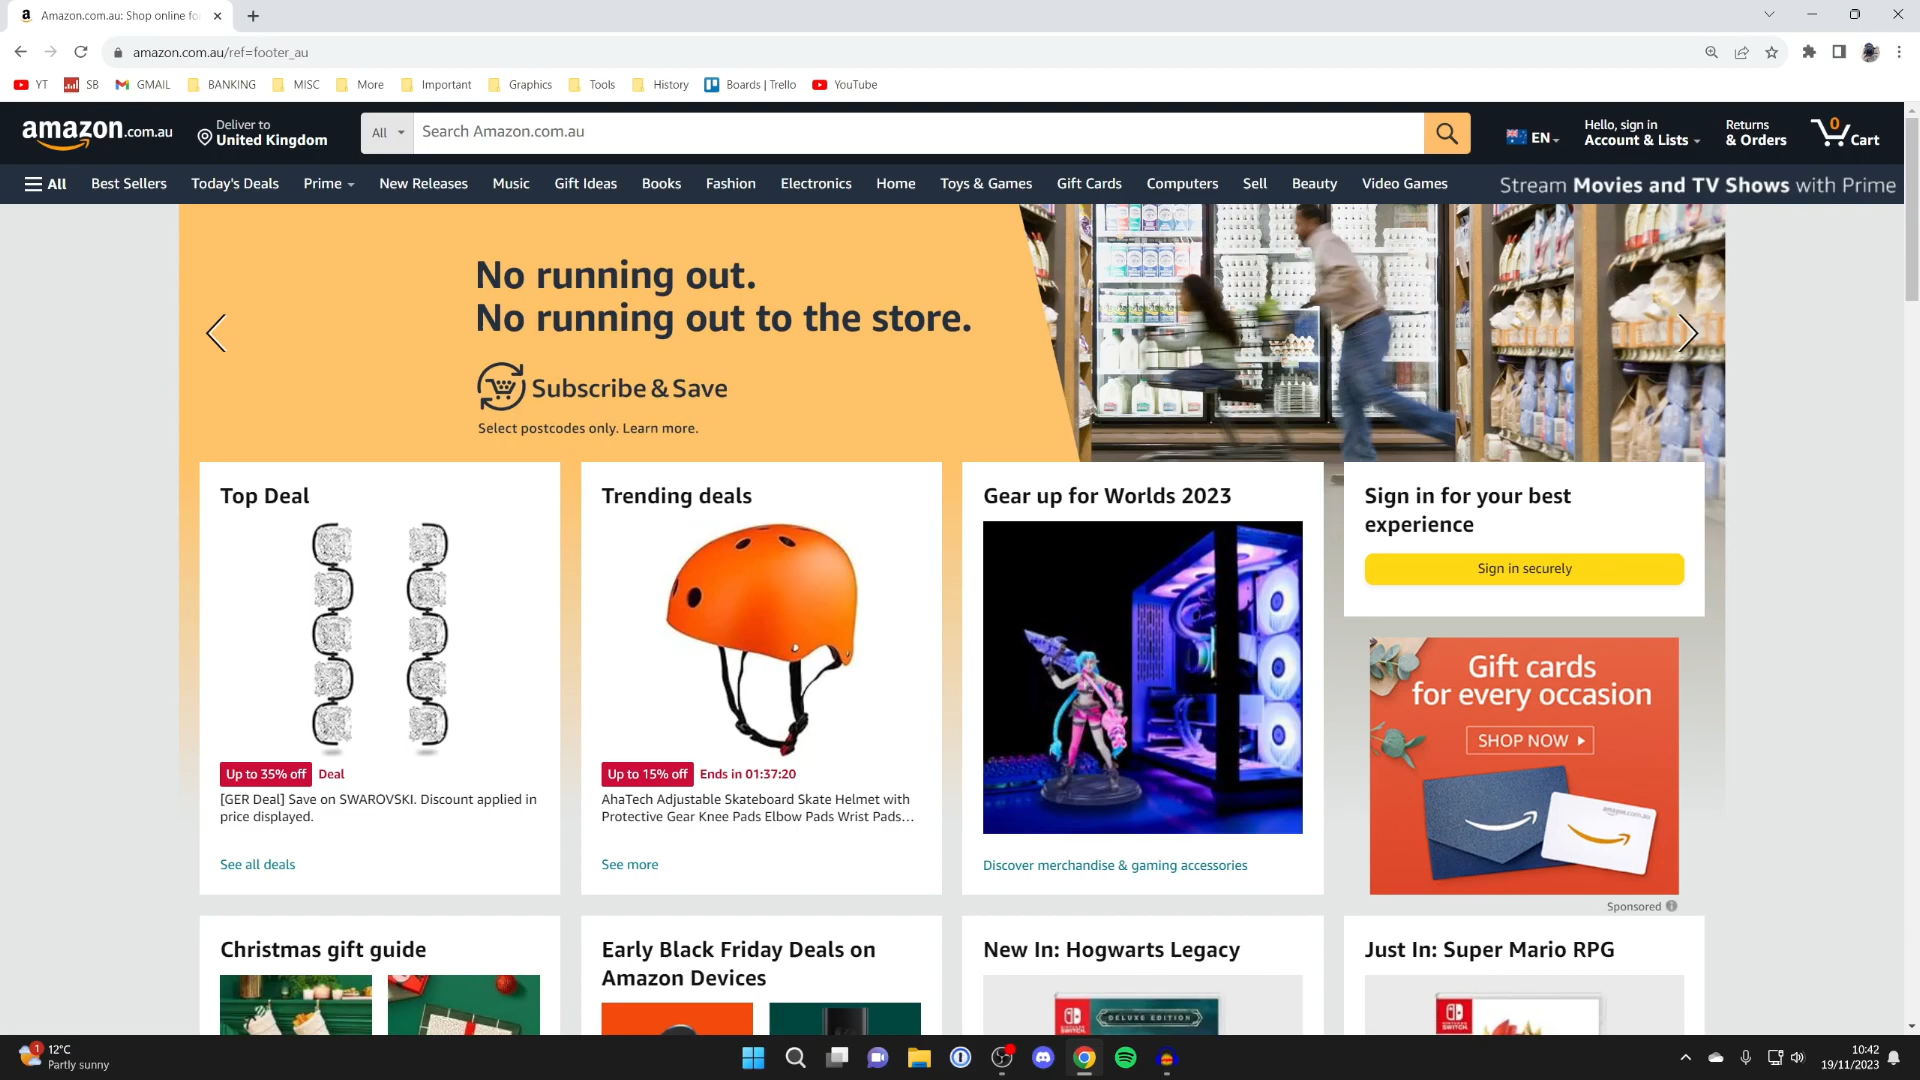 Amazon.com.au: Shop online fo
amazon.com.au/ref=footer_au
YT
SB
GMAIL
BANKING
MISC
More
Important
Graphics
Tools
History
Boards | Trello
YouTube
amazon.com.au
Deliver to
United Kingdom
All
Search Amazon.com.au
EN
Hello, sign in
Account & Lists
Returns
& Orders
0
Cart
All
Best Sellers
Today's Deals
Prime
New Releases
Music
Gift Ideas
Books
Fashion
Electronics
Home
Toys & Games
Gift Cards
Computers
Sell
Beauty
Video Games
Stream Movies and TV Shows with Prime
No running out.
No running out to the store.
Subscribe & Save
Select postcodes only. Learn more.
Top Deal
Up to 35% off Deal
[GER Deal] Save on SWAROVSKI. Discount applied in
price displayed.
See all deals
Trending deals
Up to 15% off Ends in 01:37:20
AhaTech Adjustable Skateboard Skate Helmet with
Protective Gear Knee Pads Elbow Pads Wrist Pads…
See more
Gear up for Worlds 2023
Discover merchandise & gaming accessories
Sign in for your best
experience
Sign in securely
Gift cards
for every occasion
SHOP NOW
amazon.com.au
Sponsored
Christmas gift guide
Early Black Friday Deals on
Amazon Devices
New In: Hogwarts Legacy
DELUXE EDITION
Just In: Super Mario RPG
1
12°C
Partly sunny
10:42
19/11/2023